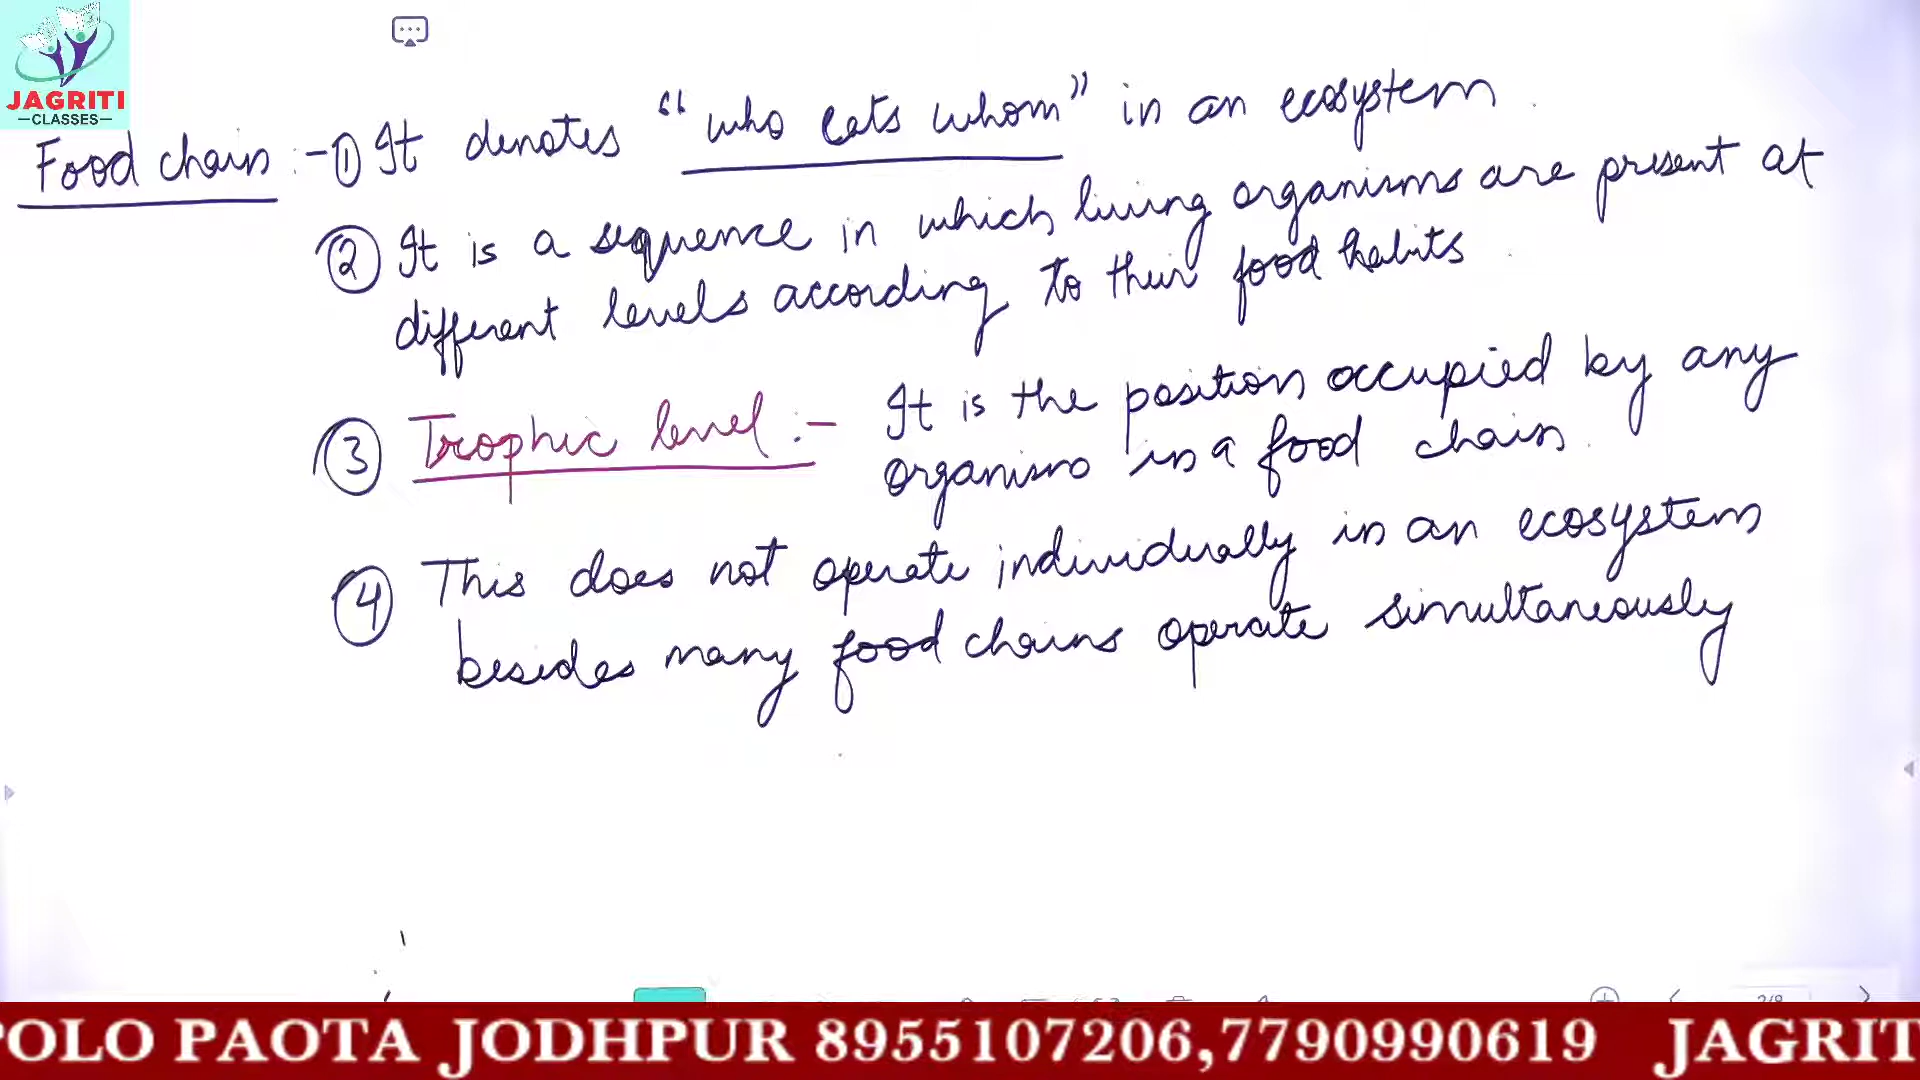 JAGRITI
—CLASSES—
Food chain :- ① It denotes "who eats whom" in an ecosystem.
② It is a sequence in which living organisms are present at
different levels according to their food habits
③ Trophic level :- It is the position occupied by any
organism in a food chain.
④ This does not operate individually in an ecosystem
besides many food chains operate simultaneously
POLO PAOTA JODHPUR 8955107206,7790990619 JAGRIT